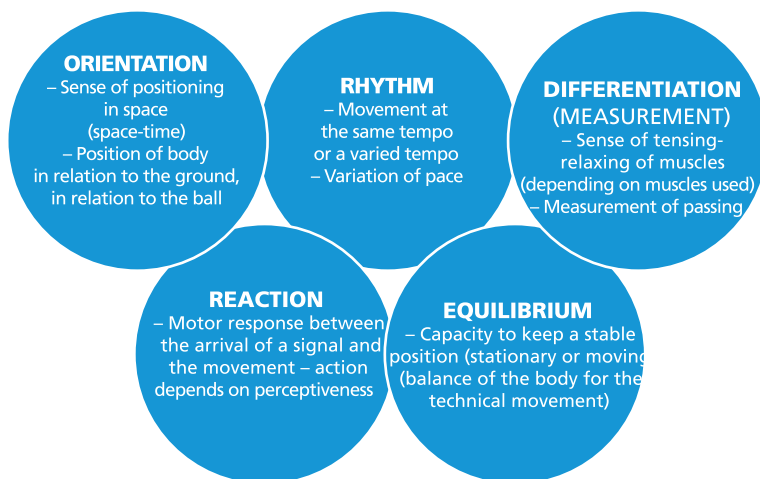 ORIENTATION
– Sense of positioning
in space
(space-time)
– Position of body
in relation to the ground,
in relation to the ball
RHYTHM
– Movement at
the same tempo
or a varied tempo
– Variation of pace
DIFFERENTIATION
(MEASUREMENT)
– Sense of tensing-
relaxing of muscles
(depending on muscles used)
– Measurement of passing
REACTION
– Motor response between
the arrival of a signal and
the movement – action
depends on perceptiveness
EQUILIBRIUM
– Capacity to keep a stable
position (stationary or moving
(balance of the body for the
technical movement)